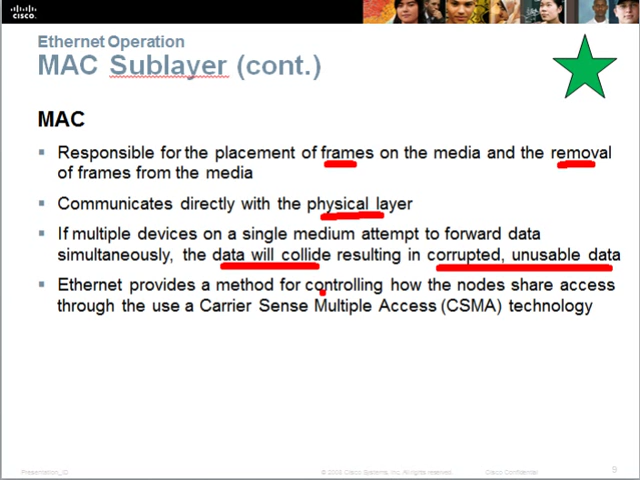 CISCO.
Ethernet Operation
MAC Sublayer (cont.)
MAC
▪ Responsible for the placement of frames on the media and the removal
of frames from the media
▪ Communicates directly with the physical layer
▪ If multiple devices on a single medium attempt to forward data
simultaneously, the data will collide resulting in corrupted, unusable data
▪ Ethernet provides a method for controlling how the nodes share access
through the use a Carrier Sense Multiple Access (CSMA) technology
Presentation_ID © 2008 Cisco Systems, Inc. All rights reserved. Cisco Confidential 9